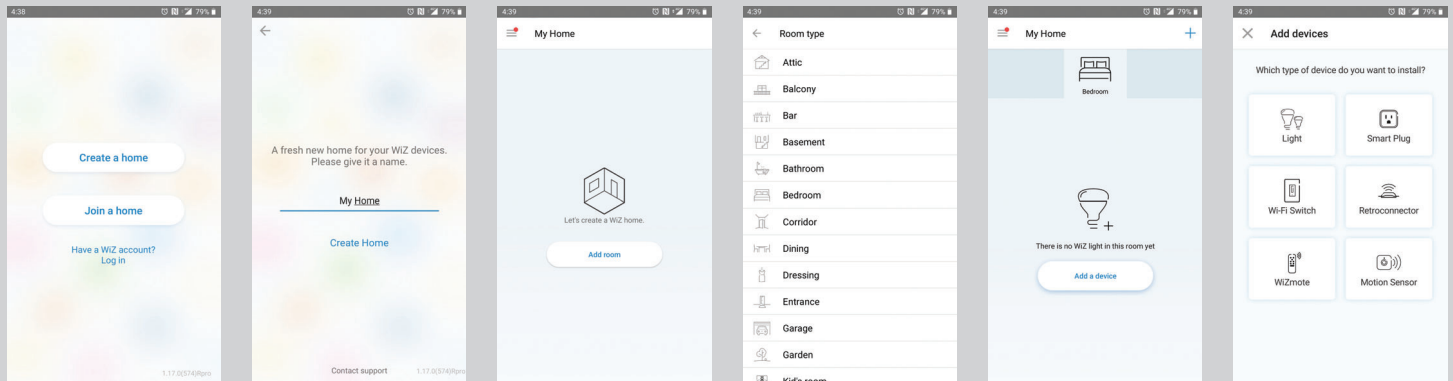 4:38
79%
Create a home
Join a home
Have a WiZ account?
Log in
1.17.0(574)Rpro
4:39
79%
A fresh new home for your WiZ devices.
Please give it a name.
My Home
Create Home
Contact support
1.17.0(574)Rpro
4:39
79%
My Home
Let's create a WiZ home.
Add room
4:39
79%
Room type
Attic
Balcony
Bar
Basement
Bathroom
Bedroom
Corridor
Dining
Dressing
Entrance
Garage
Garden
Kid's room
4:39
79%
My Home
Bedroom
There is no WiZ light in this room yet
Add a device
4:39
79%
Add devices
Which type of device do you want to install?
Light
Smart Plug
Wi-Fi Switch
Retroconnector
WiZmote
Motion Sensor